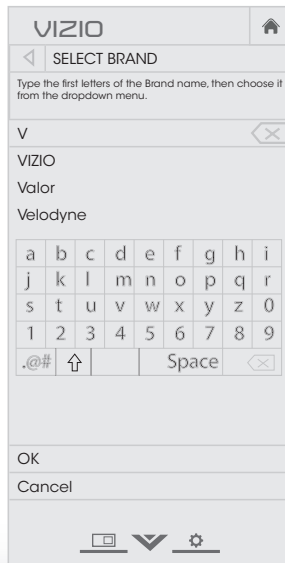 VIZIO
SELECT BRAND
Type the first letters of the Brand name, then choose it
from the dropdown menu.
V
VIZIO
Valor
Velodyne
a b c d e f g h i
j k l m n o p q r
s t u v w x y z 0
1 2 3 4 5 6 7 8 9
.@# Space
OK
Cancel